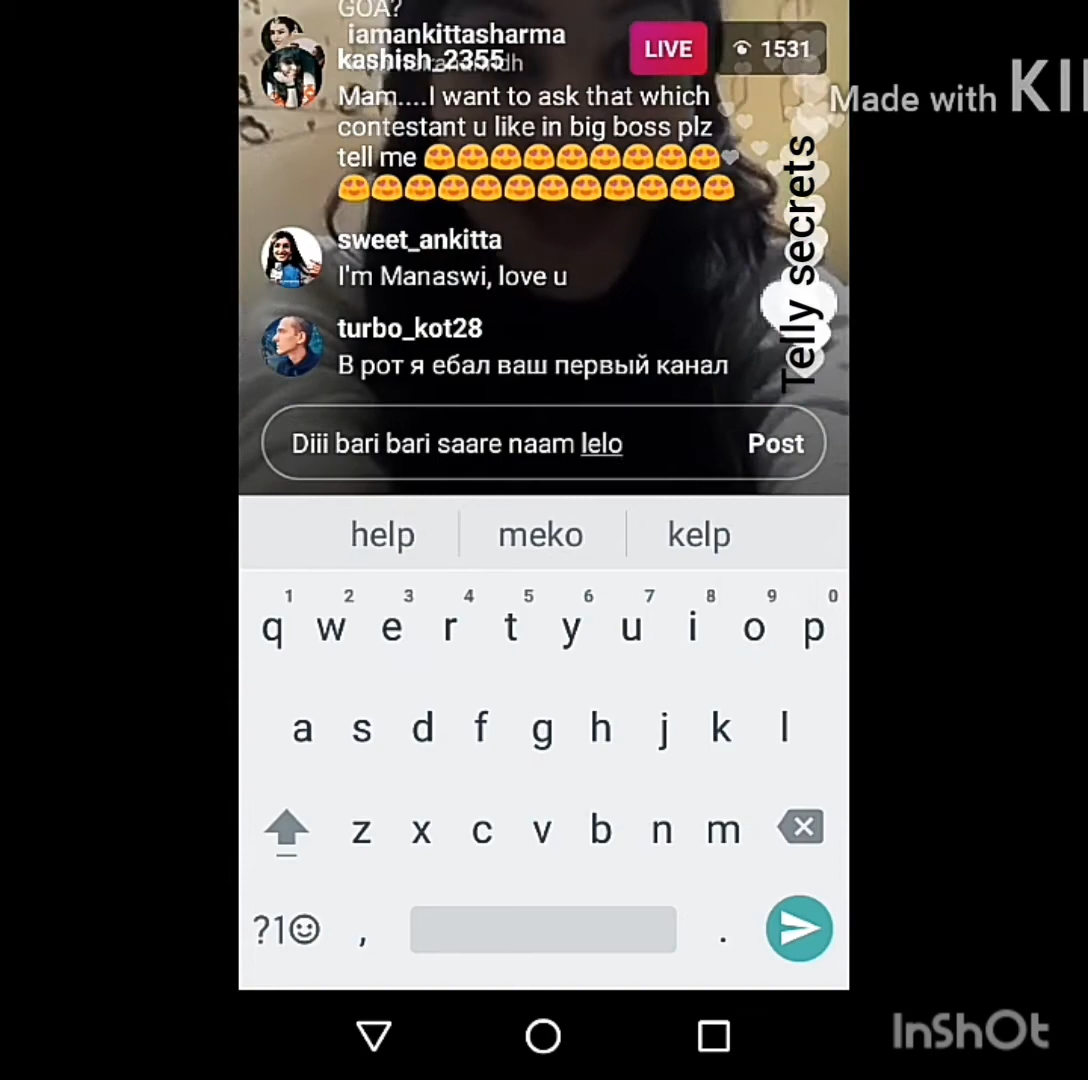 GOA?
iamankittasharma
LIVE
1531
kashish_2355
Mam....I want to ask that which
contestant u like in big boss plz
tell me 😍😍😍😍😍😍😍😍😍
😍😍😍😍😍😍😍😍😍😍😍😍
sweet_ankitta
I'm Manaswi, love u
turbo_kot28
В рот я ебал ваш первый канал
Diii bari bari saare naam lelo
Post
Made with KI
Telly secrets
help meko kelp
1 2 3 4 5 6 7 8 9 0
q w e r t y u i o p
a s d f g h j k l
z x c v b n m
?1☺ , .
InShOt